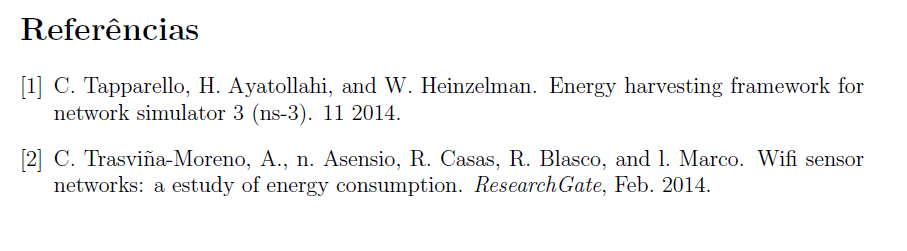 Referências
[1] C. Tapparello, H. Ayatollahi, and W. Heinzelman. Energy harvesting framework for
network simulator 3 (ns-3). 11 2014.
[2] C. Trasviña-Moreno, A., n. Asensio, R. Casas, R. Blasco, and l. Marco. Wifi sensor
networks: a estudy of energy consumption. ResearchGate, Feb. 2014.